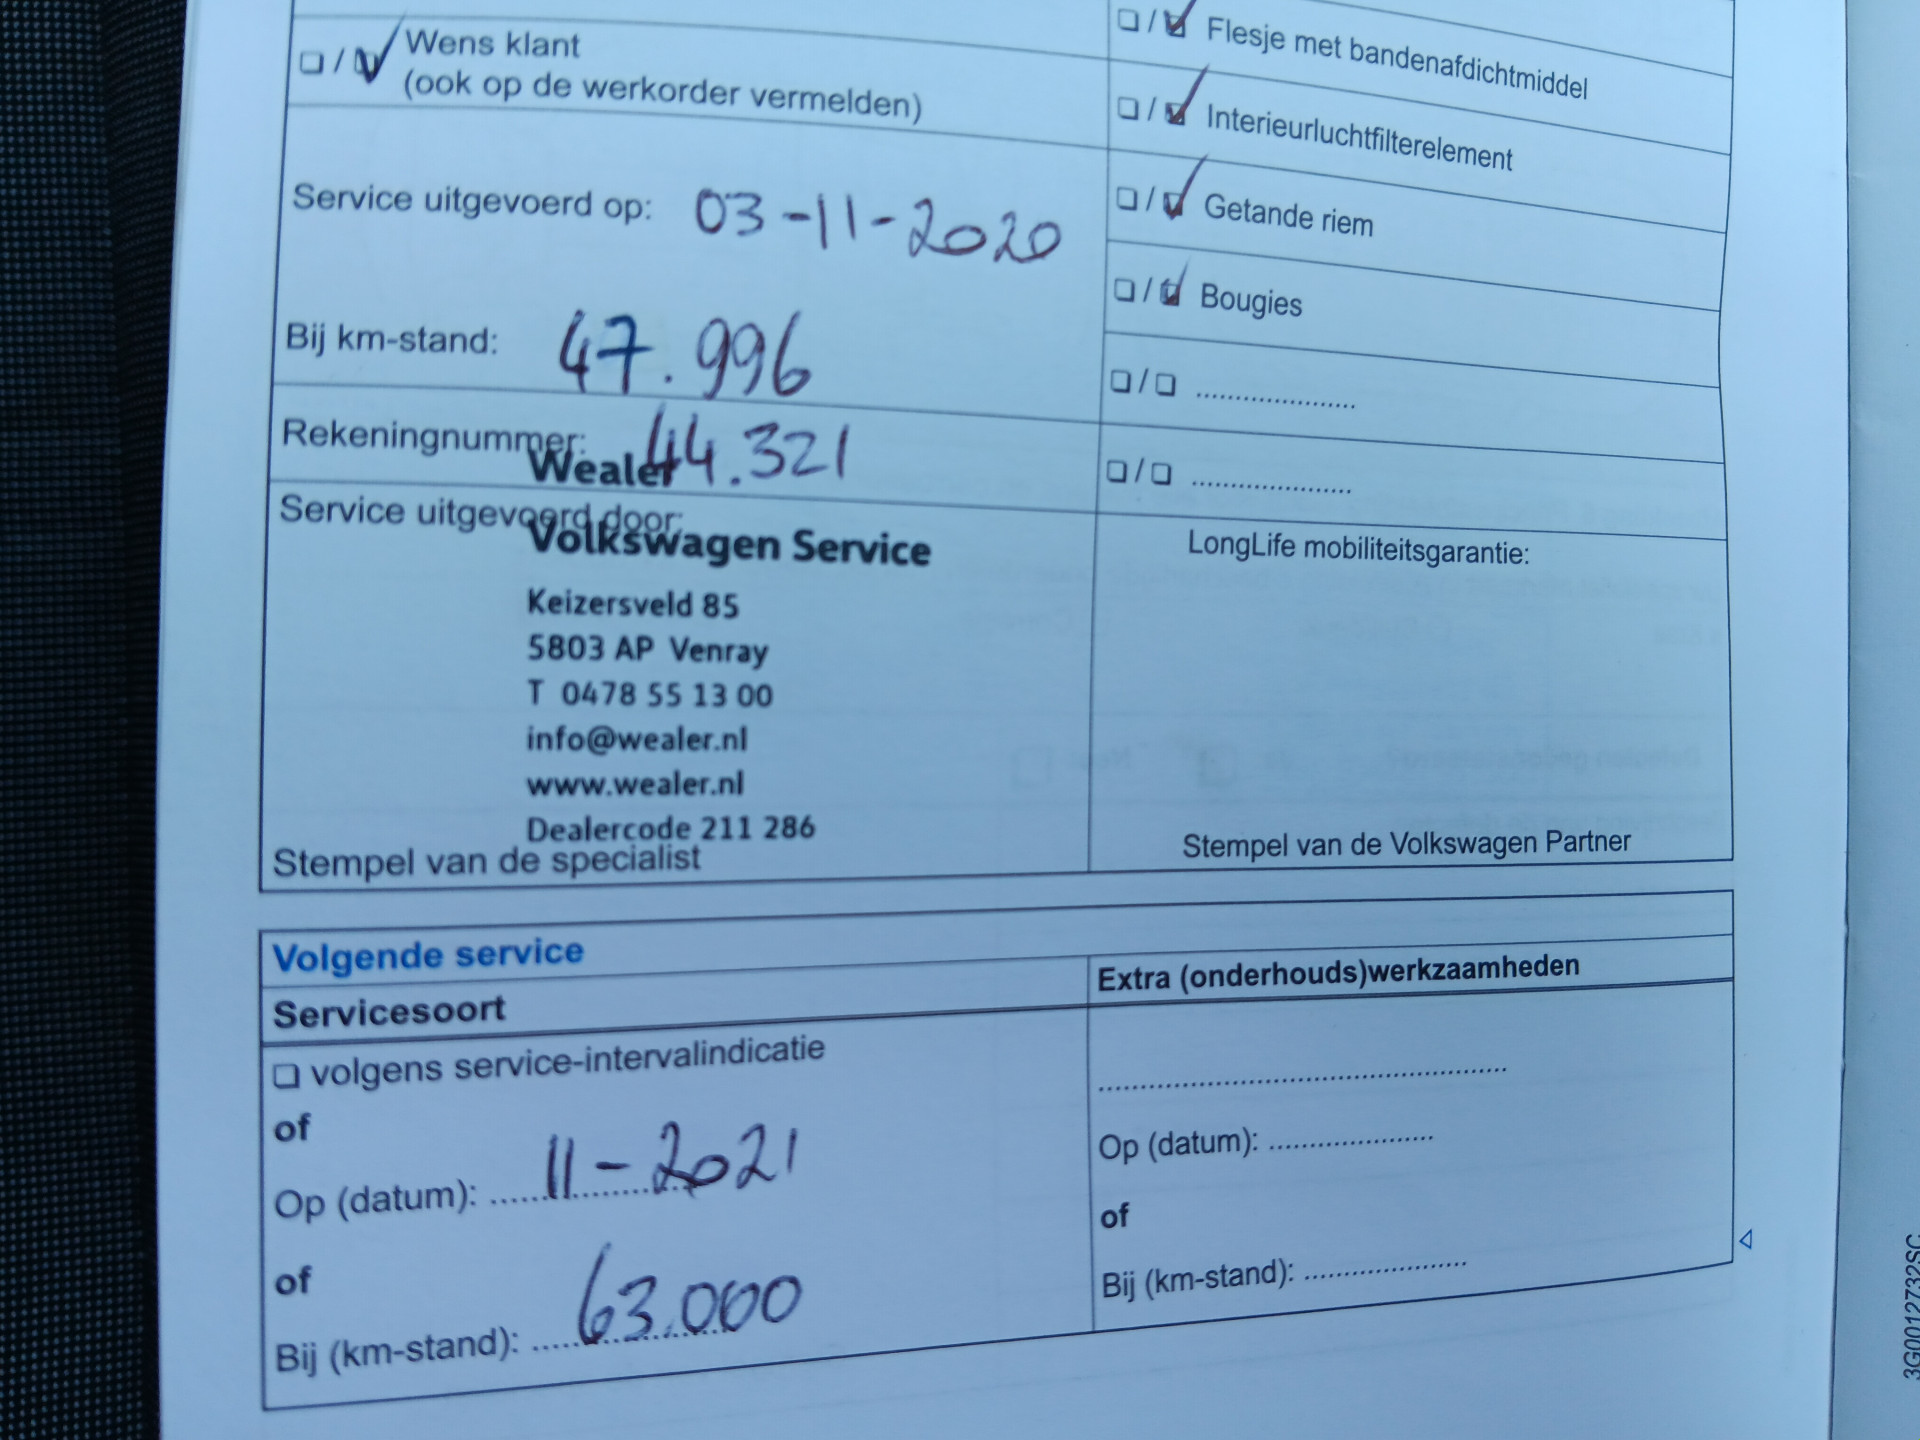 Wens klant
(ook op de werkorder vermelden)
Service uitgevoerd op: 03-11-2020
Bij km-stand: 47.996
Rekeningnummer: 44.321
Service uitgevoerd door:
Wealer
Volkswagen Service
Keizersveld 85
5803 AP Venray
T 0478 55 13 00
info@wealer.nl
www.wealer.nl
Dealercode 211 286
Stempel van de specialist
Flesje met bandenafdichtmiddel
Interieurluchtfilterelement
Getande riem
Bougies
LongLife mobiliteitsgarantie:
Stempel van de Volkswagen Partner
Volgende service
Servicesoort
volgens service-intervalindicatie
of
Op (datum): 11-2021
of
Bij (km-stand): 63.000
Extra (onderhouds)werkzaamheden
Op (datum):
of
Bij (km-stand):
3G0012732SC